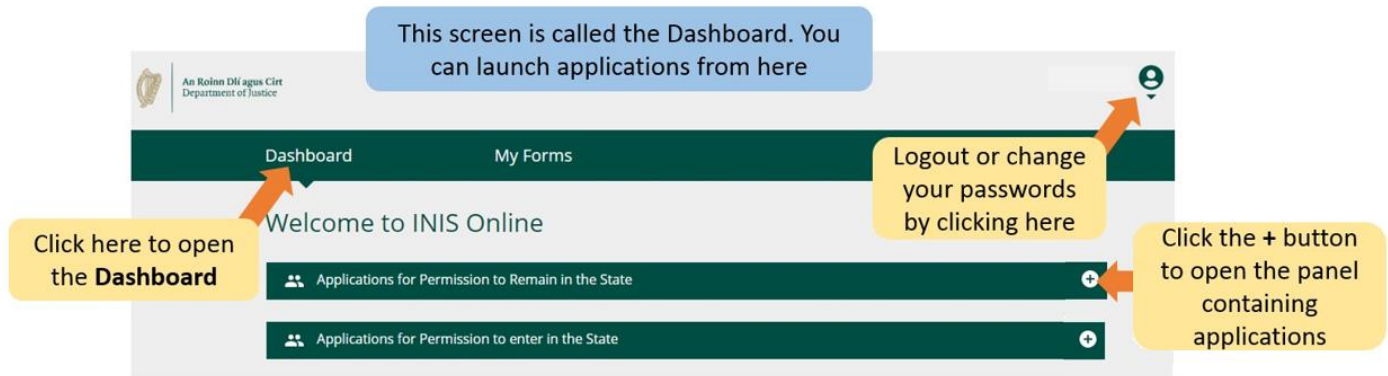 This screen is called the Dashboard. You
can launch applications from here
An Roinn Dlí agus Cirt
Department of Justice
Dashboard
My Forms
Logout or change
your passwords
by clicking here
Welcome to INIS Online
Click here to open
the Dashboard
Applications for Permission to Remain in the State
Click the + button
to open the panel
containing
applications
Applications for Permission to enter in the State